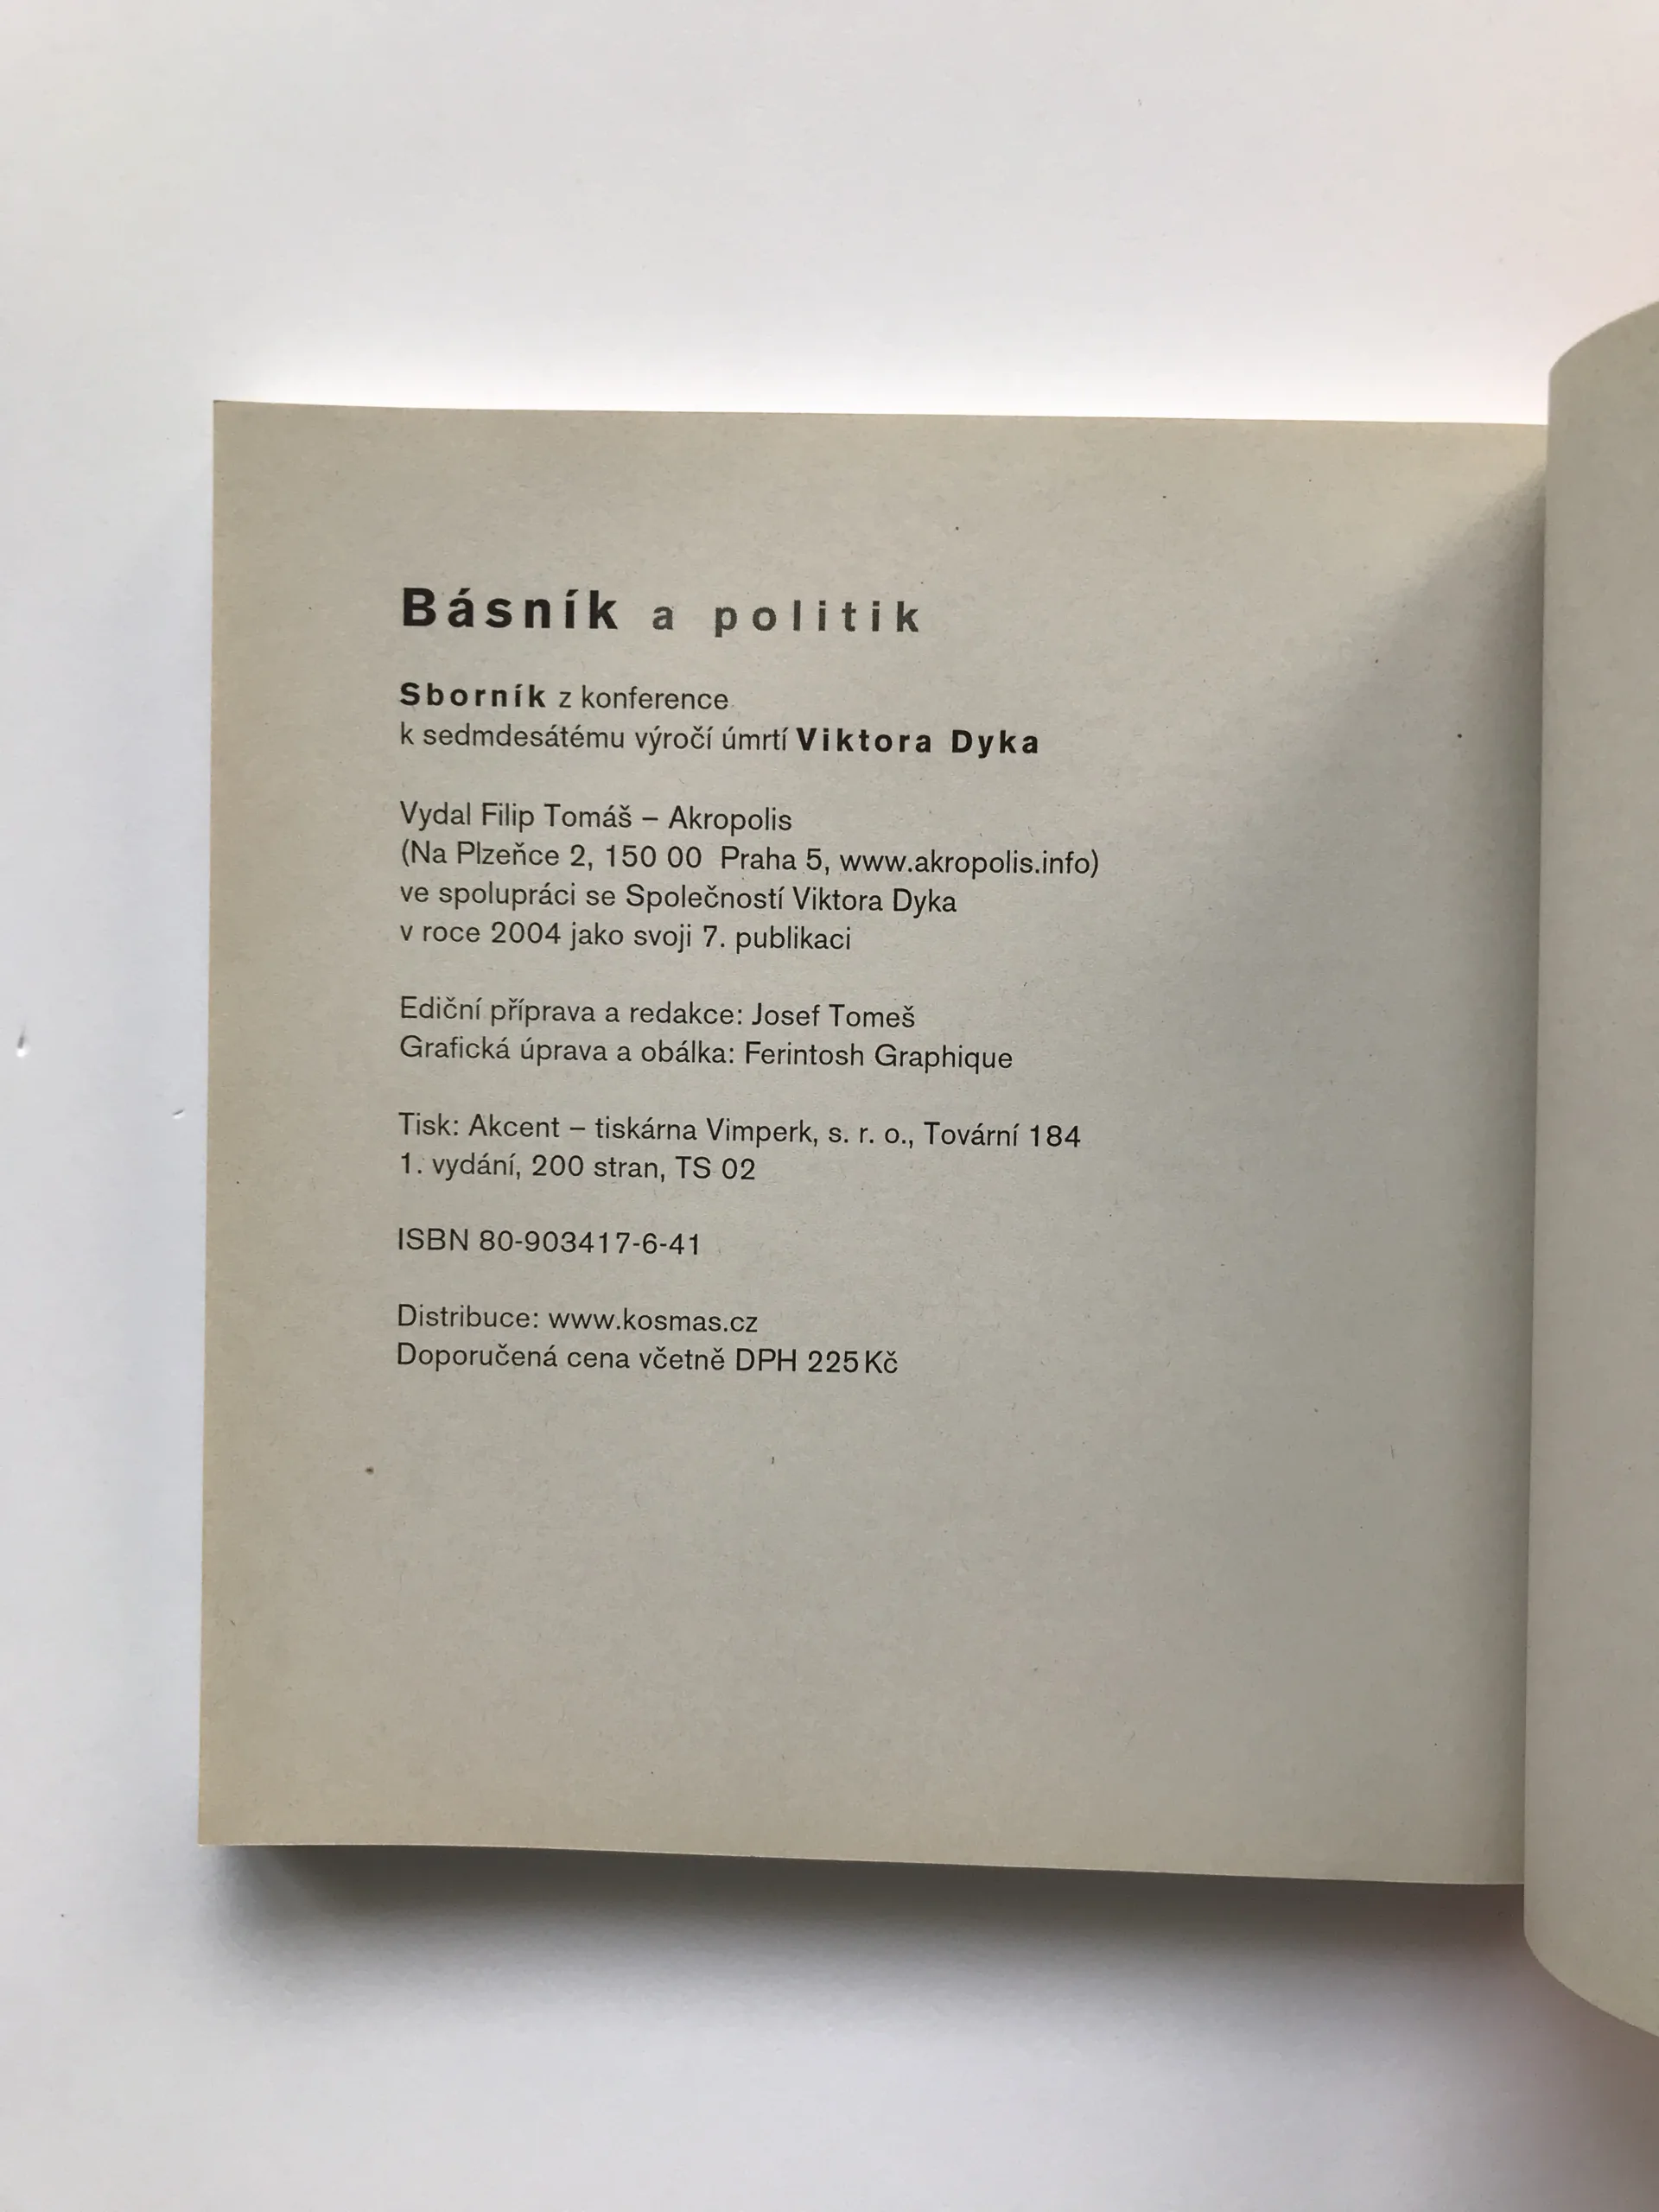 Básník a politik
Sborník z konference
k sedmdesátému výročí úmrtí Viktora Dyka
Vydal Filip Tomáš – Akropolis
(Na Plzeňce 2, 150 00 Praha 5, www.akropolis.info)
ve spolupráci se Společností Viktora Dyka
v roce 2004 jako svoji 7. publikaci
Ediční příprava a redakce: Josef Tomeš
Grafická úprava a obálka: Ferintosh Graphique
Tisk: Akcent – tiskárna Vimperk, s. r. o., Tovární 184
1. vydání, 200 stran, TS 02
ISBN 80-903417-6-41
Distribuce: www.kosmas.cz
Doporučená cena včetně DPH 225 Kč